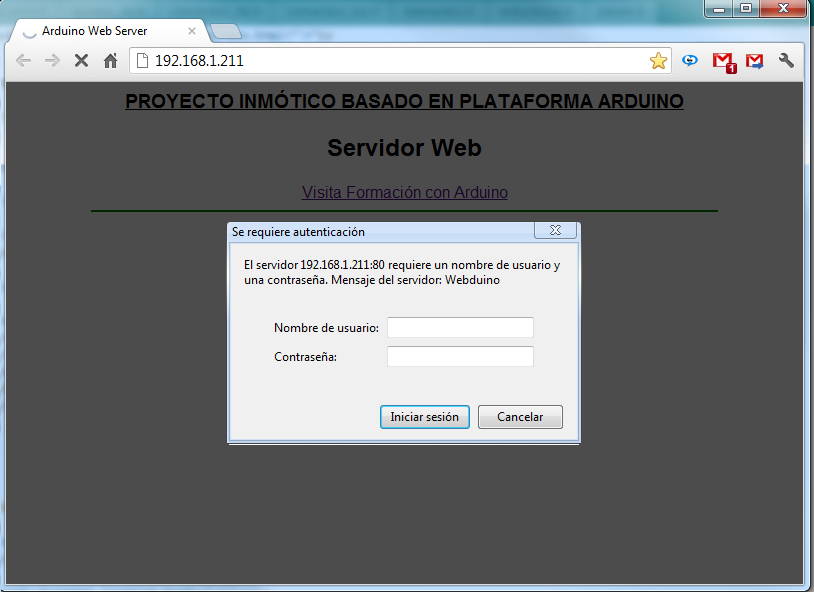 Arduino Web Server
192.168.1.211
1
PROYECTO INMÓTICO BASADO EN PLATAFORMA ARDUINO
Servidor Web
Visita Formación con Arduino
Se requiere autenticación
El servidor 192.168.1.211:80 requiere un nombre de usuario y
una contraseña. Mensaje del servidor: Webduino
Nombre de usuario:
Contraseña:
Iniciar sesión
Cancelar